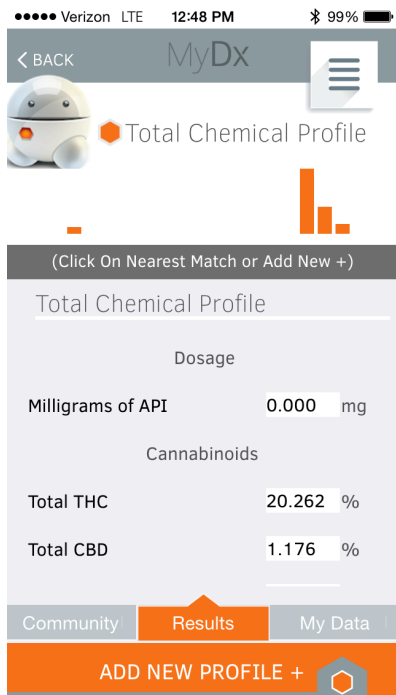 Verizon LTE 12:48 PM 99%
BACK MyDx
Total Chemical Profile
(Click On Nearest Match or Add New +)
Total Chemical Profile
Dosage
Milligrams of API 0.000 mg
Cannabinoids
Total THC 20.262 %
Total CBD 1.176 %
Community Results My Data
ADD NEW PROFILE +